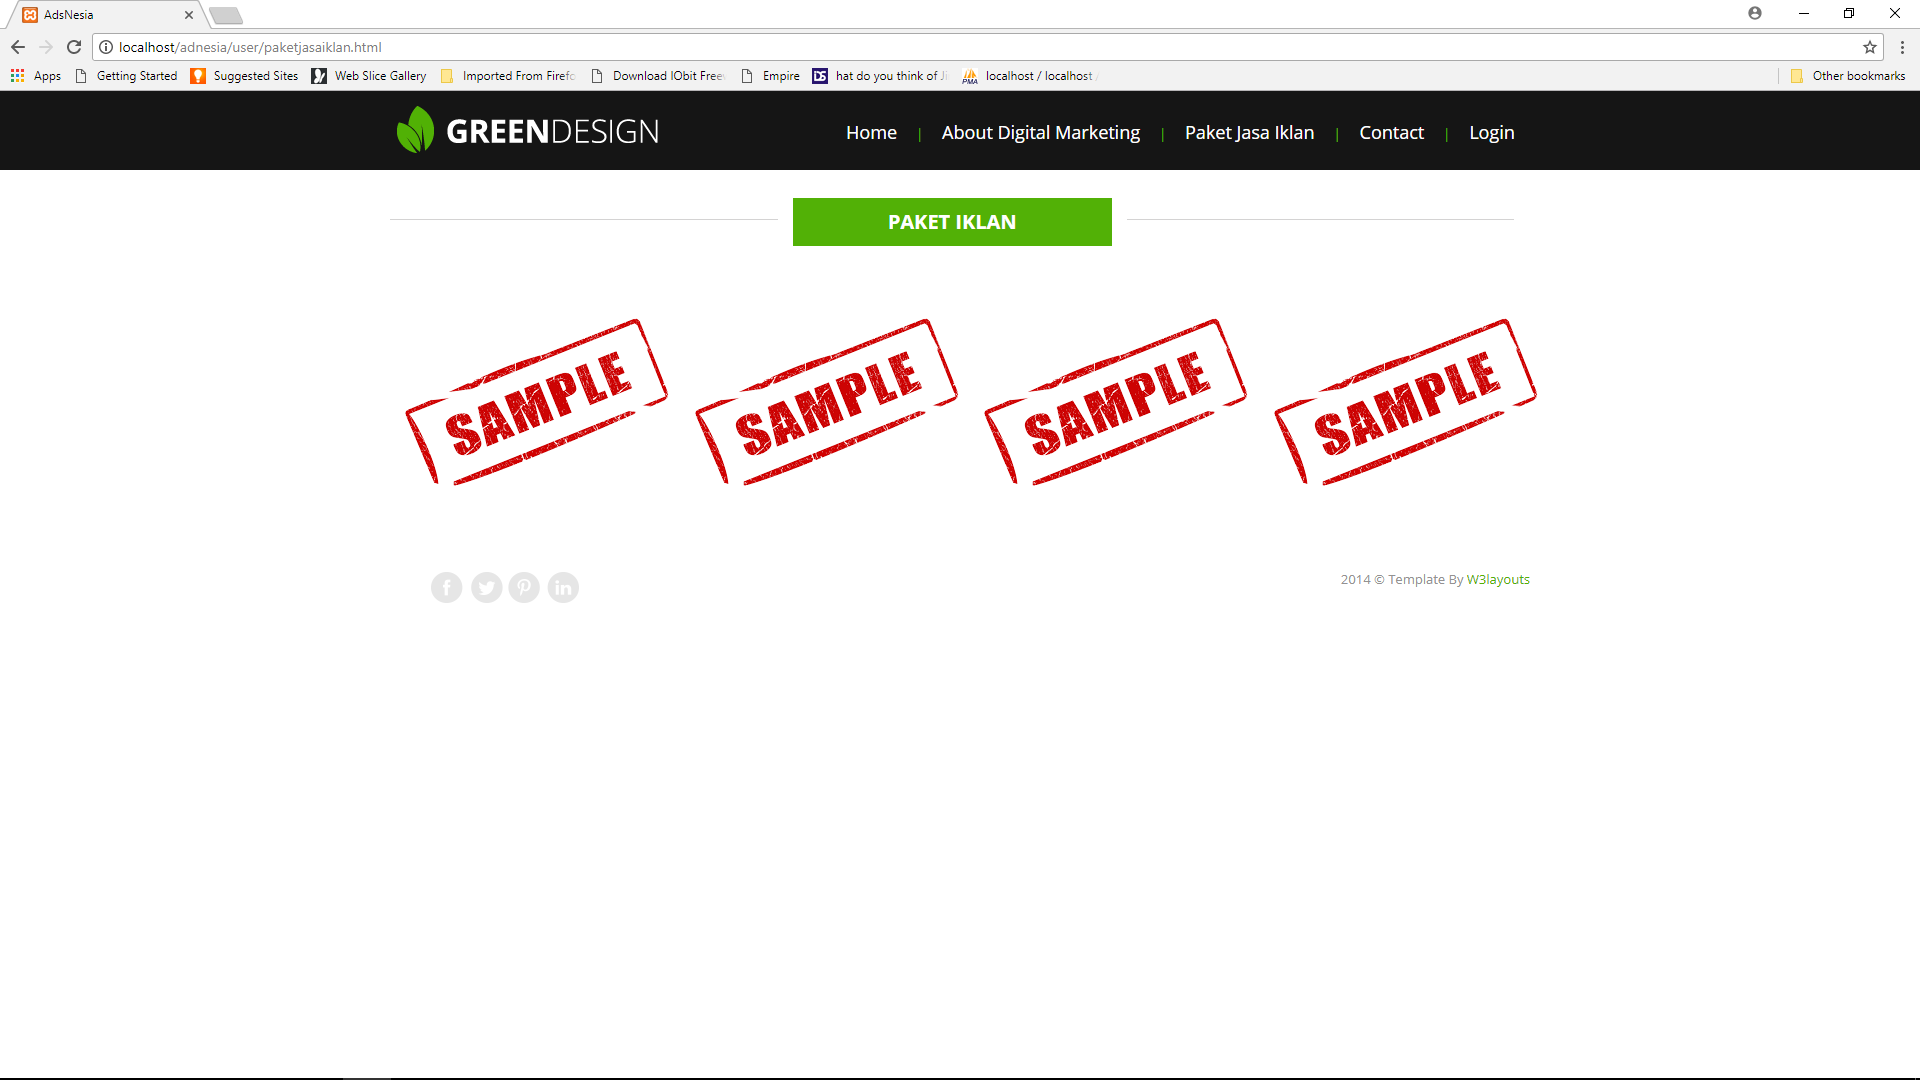 AdsNesia
localhost/adnesia/user/paketjasaiklan.html
Apps Getting Started Suggested Sites Web Slice Gallery Imported From Firefo Download IObit Free Empire hat do you think of Ji localhost / localhost Other bookmarks
GREENDESIGN Home | About Digital Marketing | Paket Jasa Iklan | Contact | Login
PAKET IKLAN
SAMPLE SAMPLE SAMPLE SAMPLE
2014 © Template By W3layouts